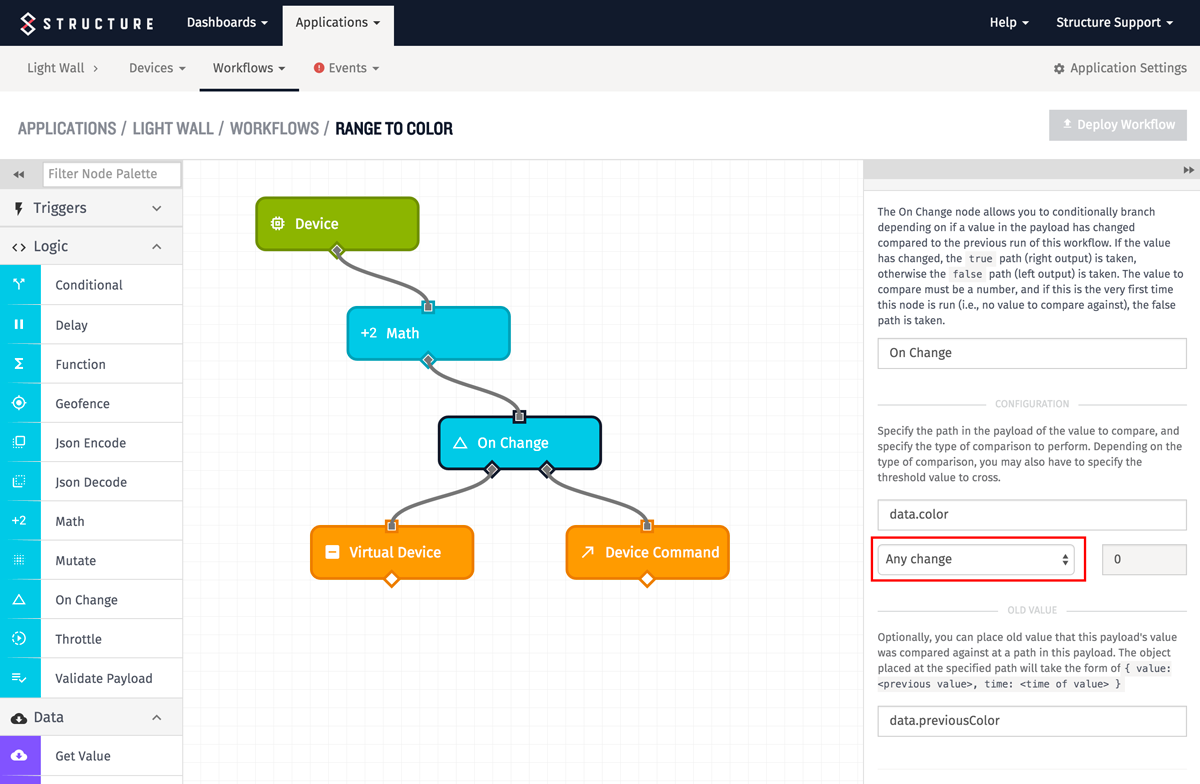 STRUCTURE
Dashboards
Applications
Help
Structure Support
Light Wall
Devices
Workflows
Events
Application Settings
APPLICATIONS / LIGHT WALL / WORKFLOWS / RANGE TO COLOR
Deploy Workflow
Filter Node Palette
Triggers
Logic
Conditional
Delay
Function
Geofence
Json Encode
Json Decode
+2 Math
Mutate
On Change
Throttle
Validate Payload
Data
Get Value
Device
+2 Math
On Change
Virtual Device
Device Command
The On Change node allows you to conditionally branch
depending on if a value in the payload has changed
compared to the previous run of this workflow. If the value
has changed, the true path (right output) is taken,
otherwise the false path (left output) is taken. The value to
compare must be a number, and if this is the very first time
this node is run (i.e., no value to compare against) the false
path is taken.
On Change
CONFIGURATION
Specify the path in the payload of the value to compare, and
specify the type of comparison to perform. Depending on the
type of comparison, you may also have to specify the
threshold value to cross.
data.color
Any change
0
OLD VALUE
Optionally, you can place old value that this payload's value
was compared against at a path in this payload. The object
placed at the specified path will take the form of { value:
<previous value>, time: <time of value> }
data.previousColor